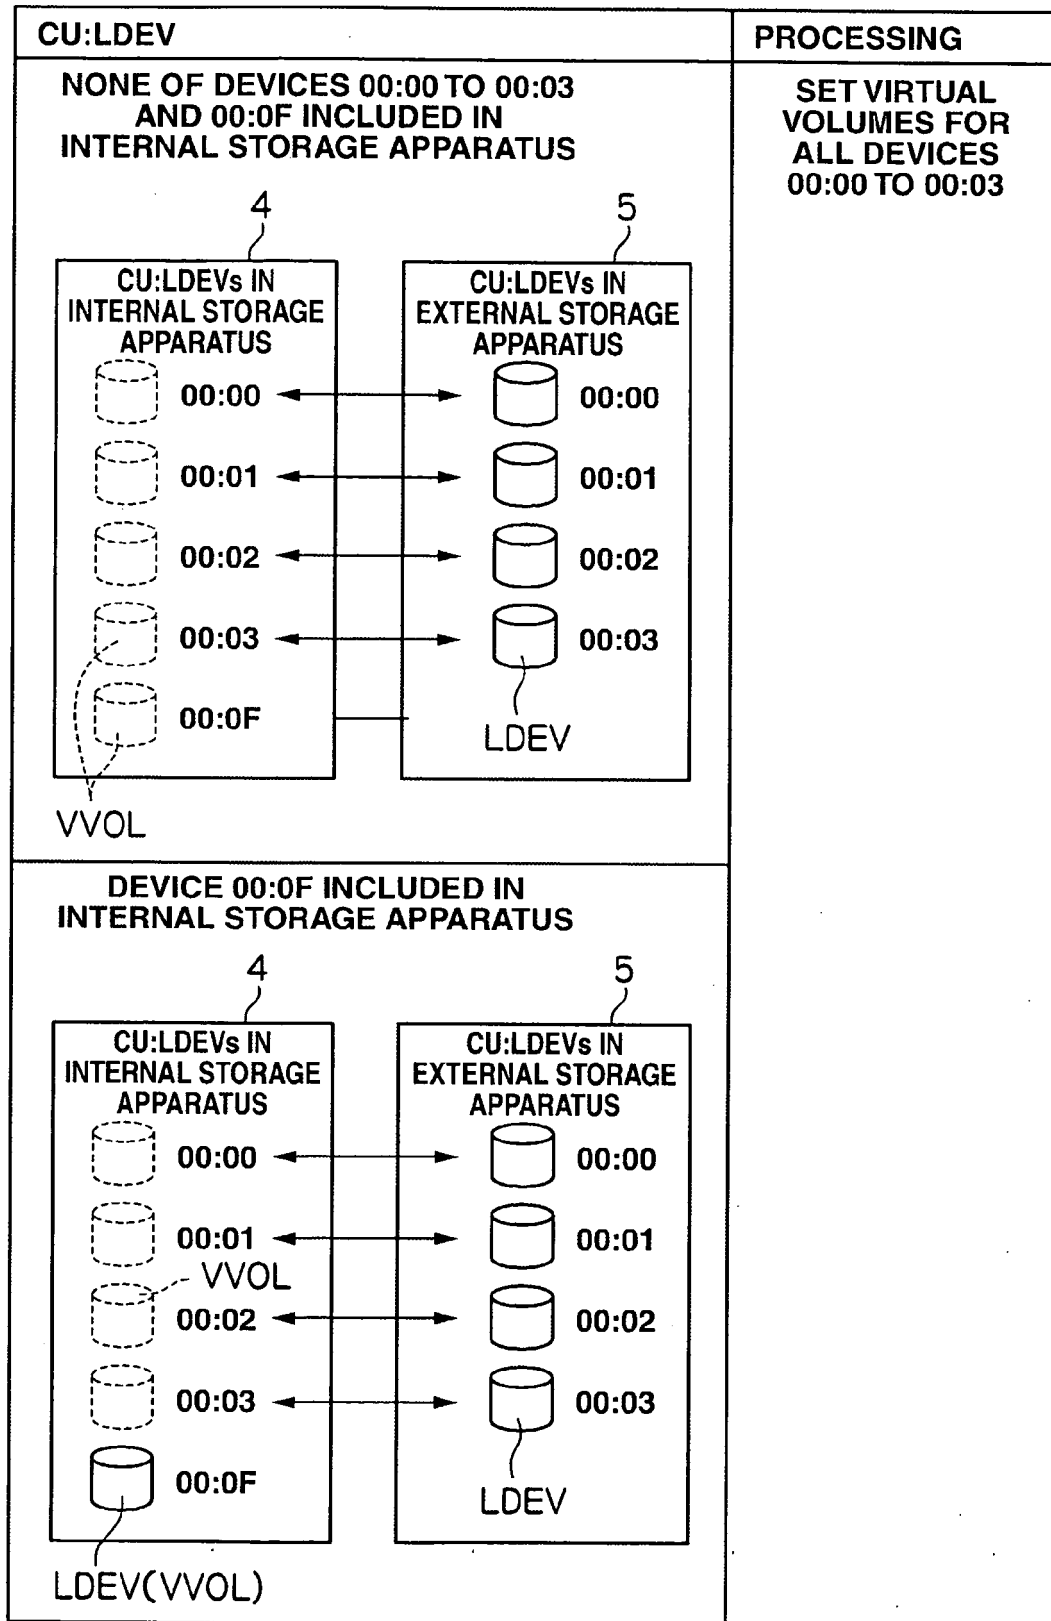 CU:LDEV
PROCESSING
NONE OF DEVICES 00:00 TO 00:03
AND 00:0F INCLUDED IN
INTERNAL STORAGE APPARATUS
SET VIRTUAL
VOLUMES FOR
ALL DEVICES
00:00 TO 00:03
4
5
CU:LDEVs IN
INTERNAL STORAGE
APPARATUS
CU:LDEVs IN
EXTERNAL STORAGE
APPARATUS
00:00
00:00
00:01
00:01
00:02
00:02
00:03
00:03
00:0F
LDEV
VVOL
DEVICE 00:0F INCLUDED IN
INTERNAL STORAGE APPARATUS
4
5
CU:LDEVs IN
INTERNAL STORAGE
APPARATUS
CU:LDEVs IN
EXTERNAL STORAGE
APPARATUS
00:00
00:00
00:01
00:01
VVOL
00:02
00:02
00:03
00:03
00:0F
LDEV
LDEV(VVOL)